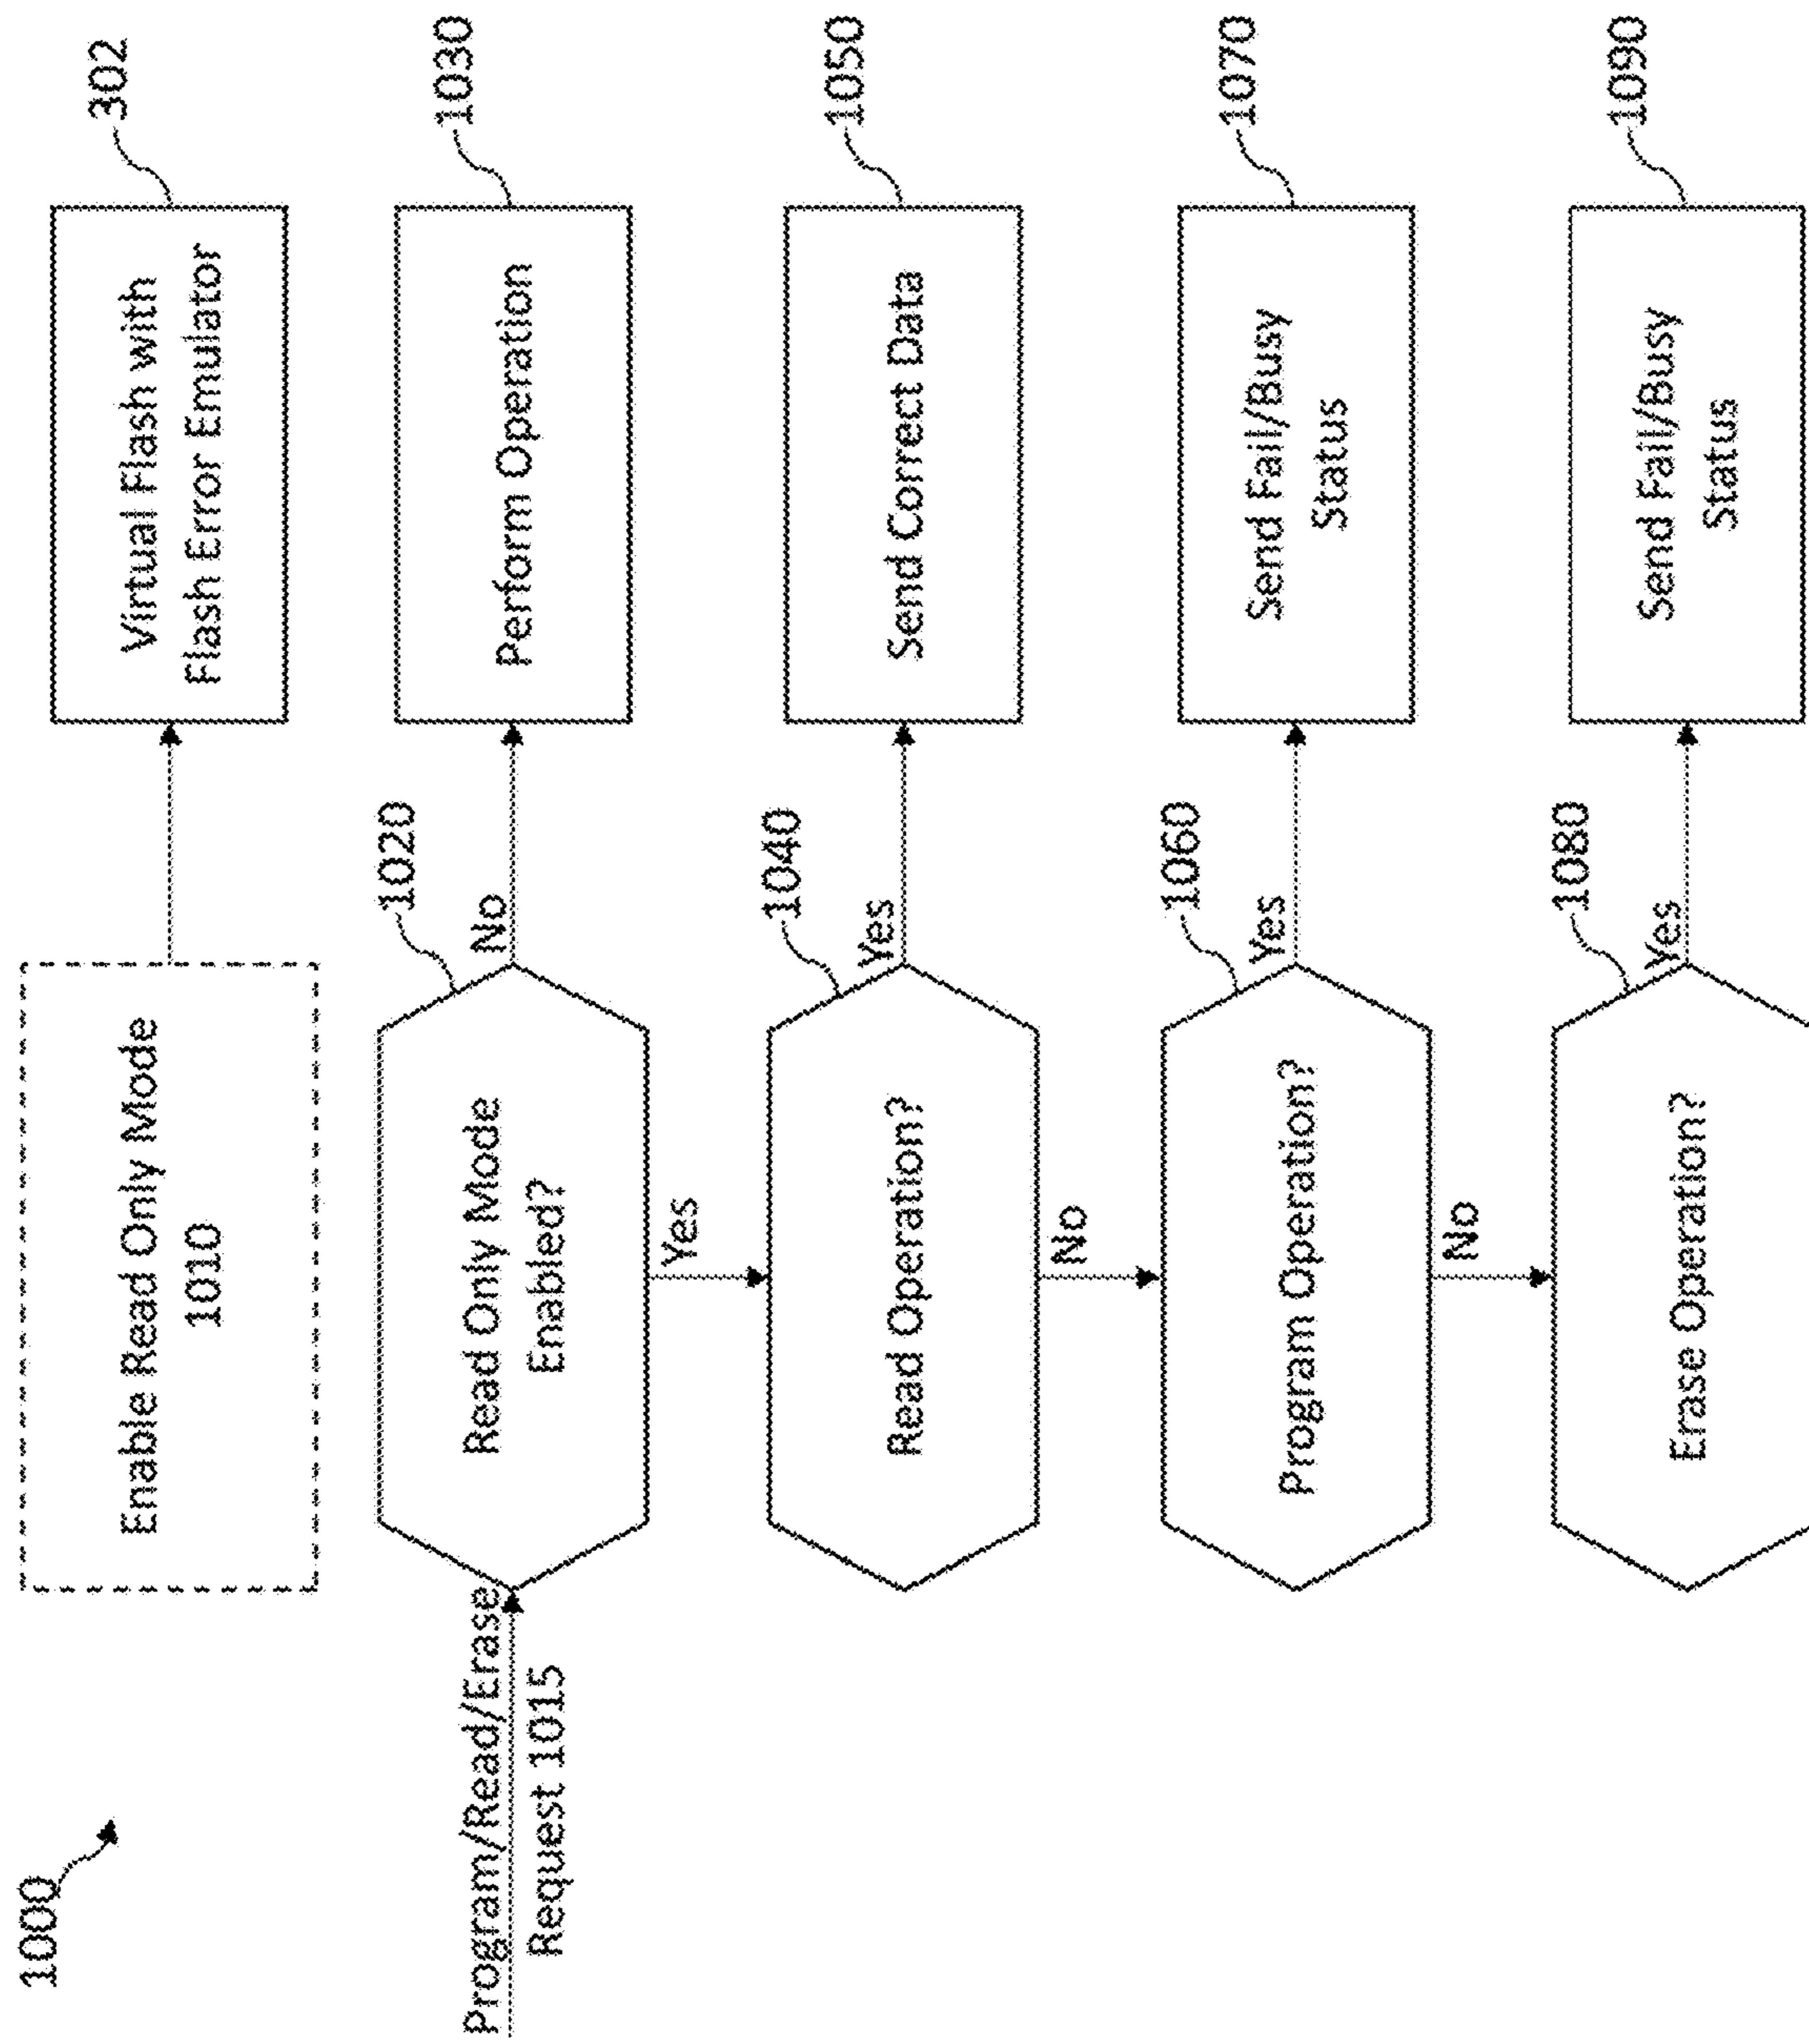 1000
Enable Read Only Mode
1010
Virtual Flash with
Flash Error Emulator
302
Program/Read/Erase
Request 1015
Read Only Mode
Enabled?
1020
No
Perform Operation
1030
Yes
Read Operation?
1040
Yes
Send Correct Data
1050
No
Program Operation?
1060
Yes
Send Fail/Busy
Status
1070
No
Erase Operation?
1080
Yes
Send Fail/Busy
Status
1090